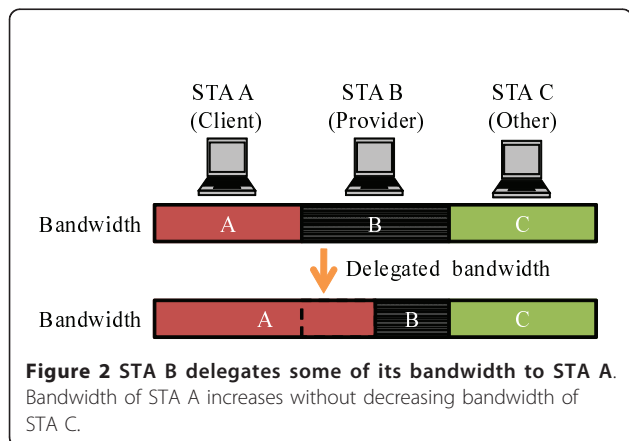 STA A STA B STA C
(Client) (Provider) (Other)
Bandwidth A B C
Delegated bandwidth
Bandwidth A B C
Figure 2 STA B delegates some of its bandwidth to STA A.
Bandwidth of STA A increases without decreasing bandwidth of
STA C.